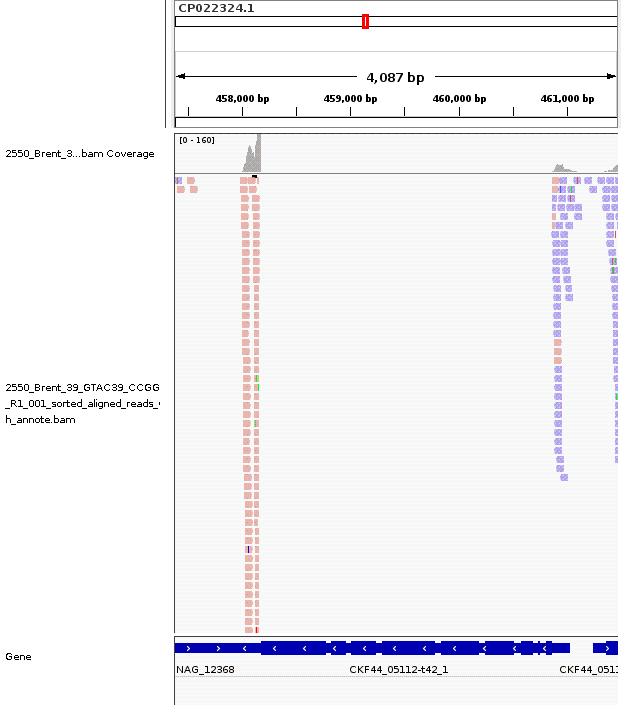 CP022324.1
4,087 bp
458,000 bp 459,000 bp 460,000 bp 461,000 bp
[0 - 160]
2550_Brent_3...bam Coverage
2550_Brent_39_GTAC39_CCGG
_R1_001_sorted_aligned_reads_
h_annote.bam
Gene
NAG_12368 CKF44_05112-t42_1 CKF44_0511